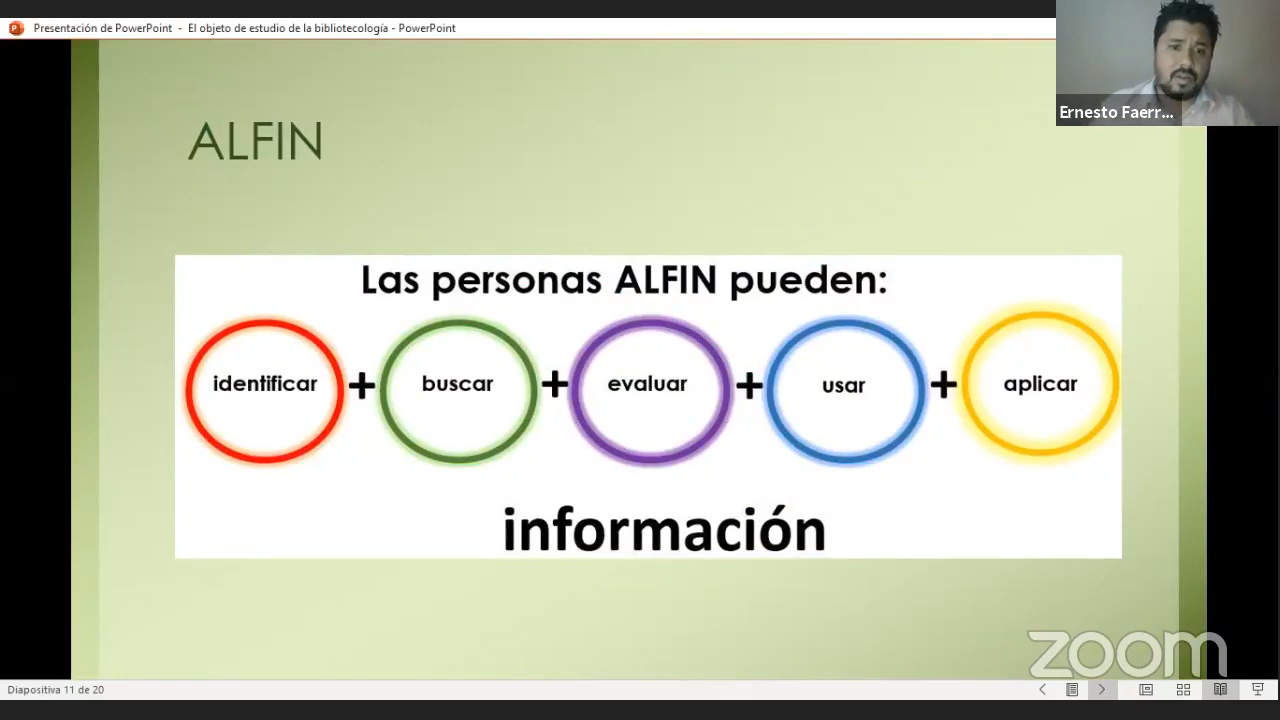 Presentación de PowerPoint - El objeto de estudio de la bibliotecología - PowerPoint
Ernesto Faerr...
ALFIN
Las personas ALFIN pueden:
identificar + buscar + evaluar + usar + aplicar
información
zoom
Diapositiva 11 de 20